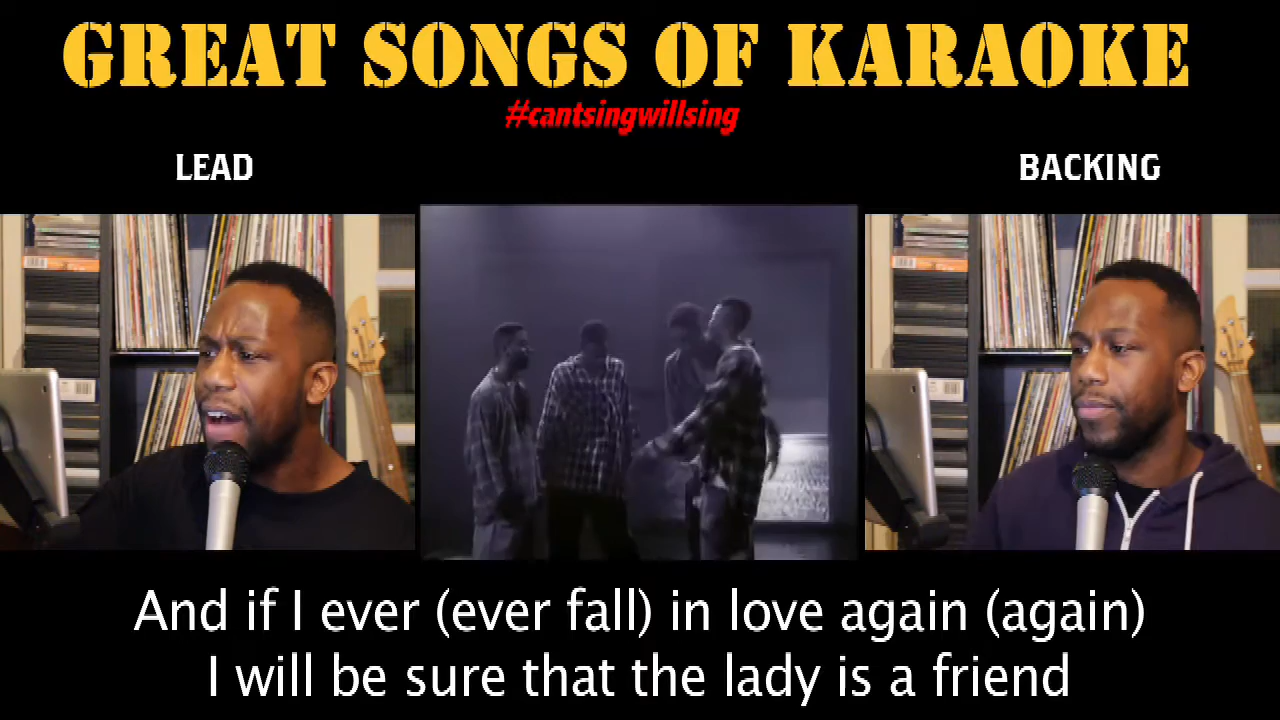 GREAT SONGS OF KARAOKE
#cantsingwillsing
LEAD
BACKING
And if I ever (ever fall) in love again (again)
I will be sure that the lady is a friend